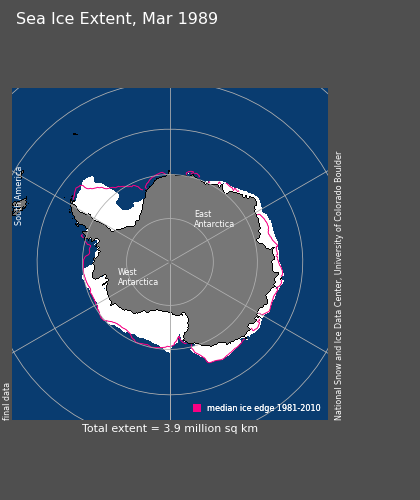 Sea Ice Extent, Mar 1989
South America
East
Antarctica
West
Antarctica
National Snow and Ice Data Center, University of Colorado Boulder
final data
median ice edge 1981-2010
Total extent = 3.9 million sq km